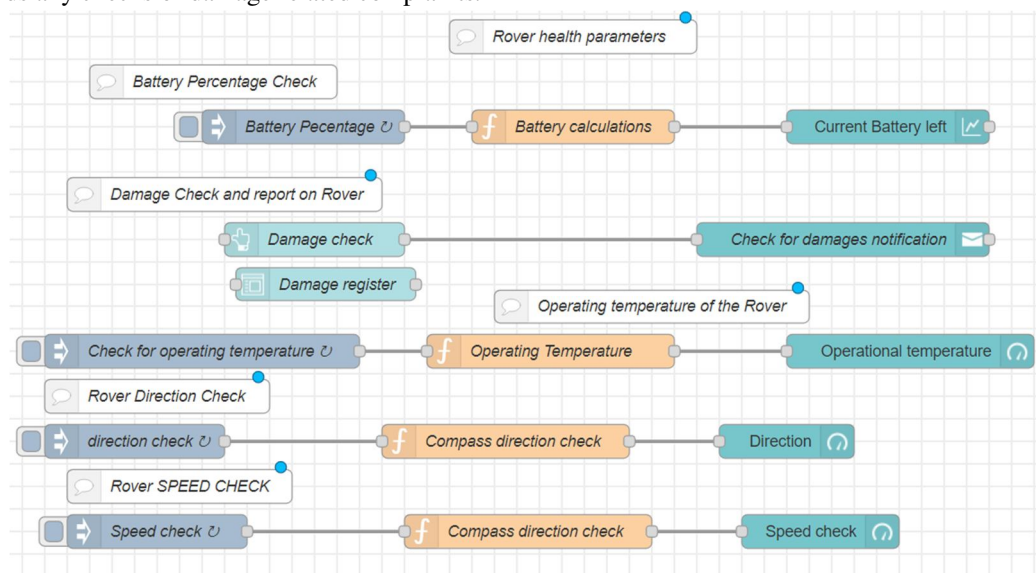 Rover health parameters
Battery Percentage Check
Battery Pecentage ↻
Battery calculations
Current Battery left
Damage Check and report on Rover
Damage check
Check for damages notification
Damage register
Operating temperature of the Rover
Check for operating temperature ↻
Operating Temperature
Operational temperature
Rover Direction Check
direction check ↻
Compass direction check
Direction
Rover SPEED CHECK
Speed check ↻
Compass direction check
Speed check